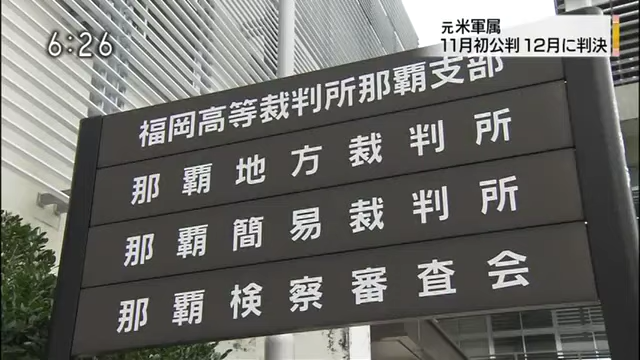 6:26
元米軍属
11月初公判 12月に判決
福岡高等裁判所那覇支部
那覇地方裁判所
那覇簡易裁判所
那覇検察審査会